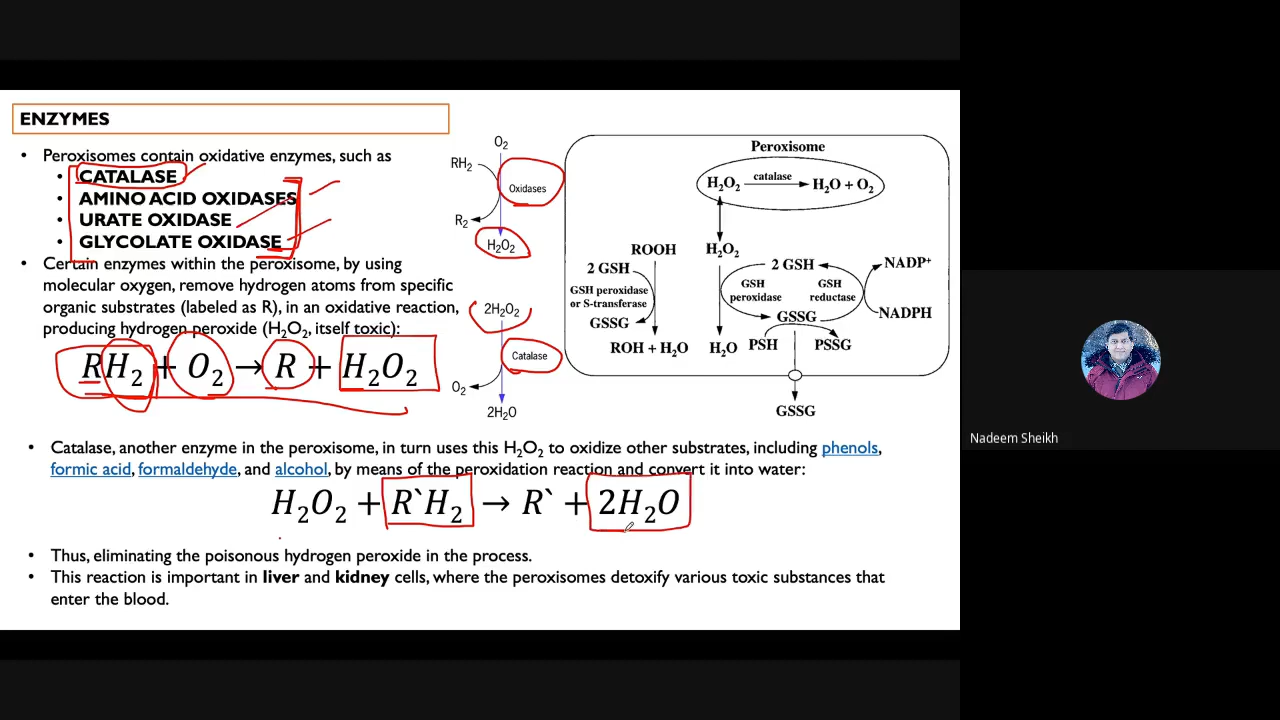 ENZYMES
• Peroxisomes contain oxidative enzymes, such as
• CATALASE
• AMINO ACID OXIDASES
• URATE OXIDASE
• GLYCOLATE OXIDASE
• Certain enzymes within the peroxisome, by using
molecular oxygen, remove hydrogen atoms from specific
organic substrates (labeled as R), in an oxidative reaction,
producing hydrogen peroxide (H₂O₂, itself toxic):
RH₂ + O₂ → R + H₂O₂
O₂
RH₂
Oxidases
R₂
H₂O₂
2H₂O₂
Catalase
O₂
2H₂O
Peroxisome
H₂O₂ catalase → H₂O + O₂
ROOH
H₂O₂
2 GSH
GSH peroxidase
or S-transferase
GSSG
ROH + H₂O
2 GSH
NADP⁺
GSH
peroxidase
GSH
reductase
GSSG
NADPH
H₂O
PSH
PSSG
GSSG
• Catalase, another enzyme in the peroxisome, in turn uses this H₂O₂ to oxidize other substrates, including phenols,
formic acid, formaldehyde, and alcohol, by means of the peroxidation reaction and convert it into water:
H₂O₂ + R`H₂ → R` + 2H₂O
• Thus, eliminating the poisonous hydrogen peroxide in the process.
• This reaction is important in liver and kidney cells, where the peroxisomes detoxify various toxic substances that
enter the blood.
Nadeem Sheikh